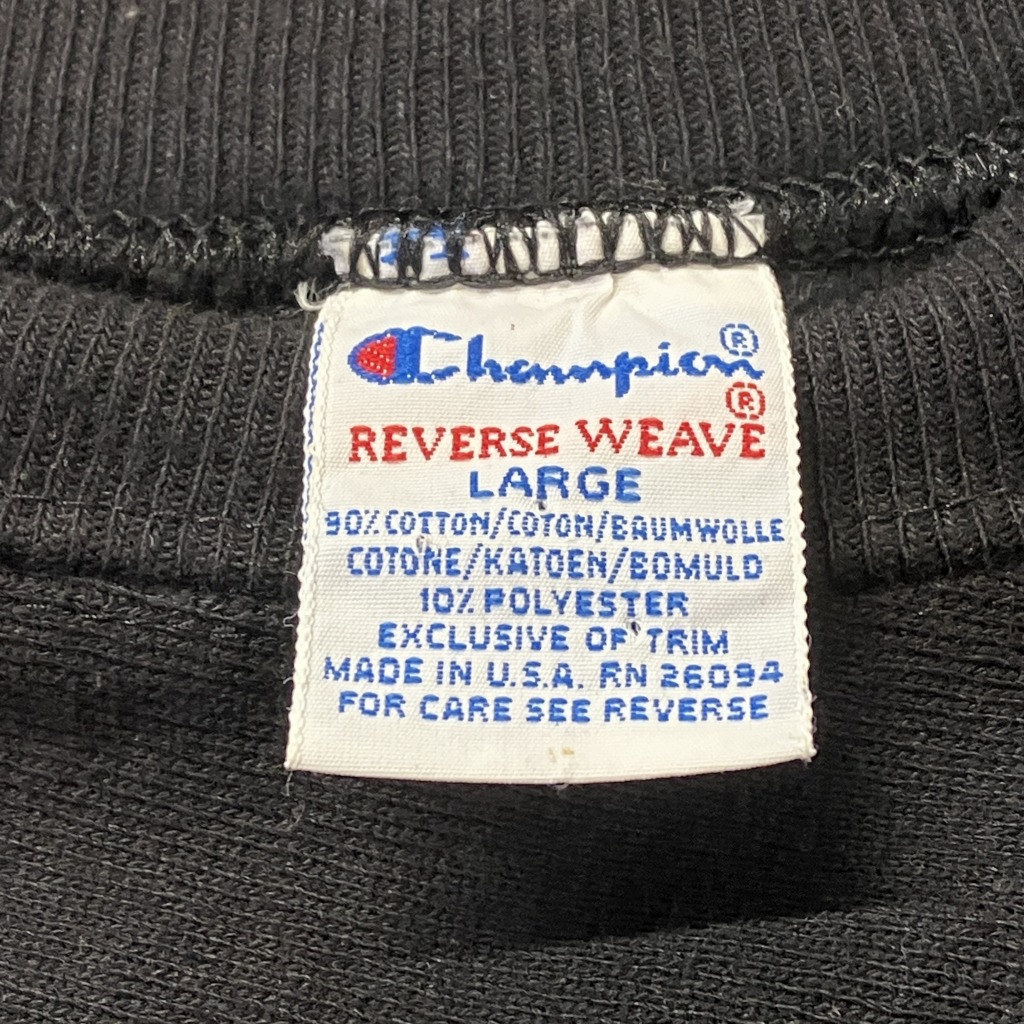 Champion®
REVERSE WEAVE®
LARGE
90% COTTON/COTON/BAUMWOLLE
COTONE/KATOEN/BOMULD
10% POLYESTER
EXCLUSIVE OF TRIM
MADE IN U.S.A. RN 26094
FOR CARE SEE REVERSE